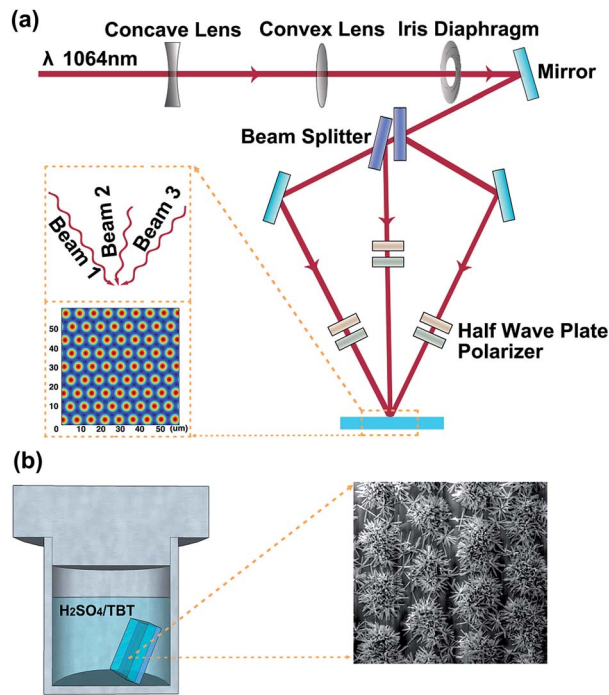 (a)
Concave Lens
Convex Lens
Iris Diaphragm
λ 1064nm
Mirror
Beam Splitter
Beam 1
Beam 2
Beam 3
50
40
30
20
10
0
10 20 30 40 50 (um)
Half Wave Plate
Polarizer
(b)
H₂SO₄/TBT